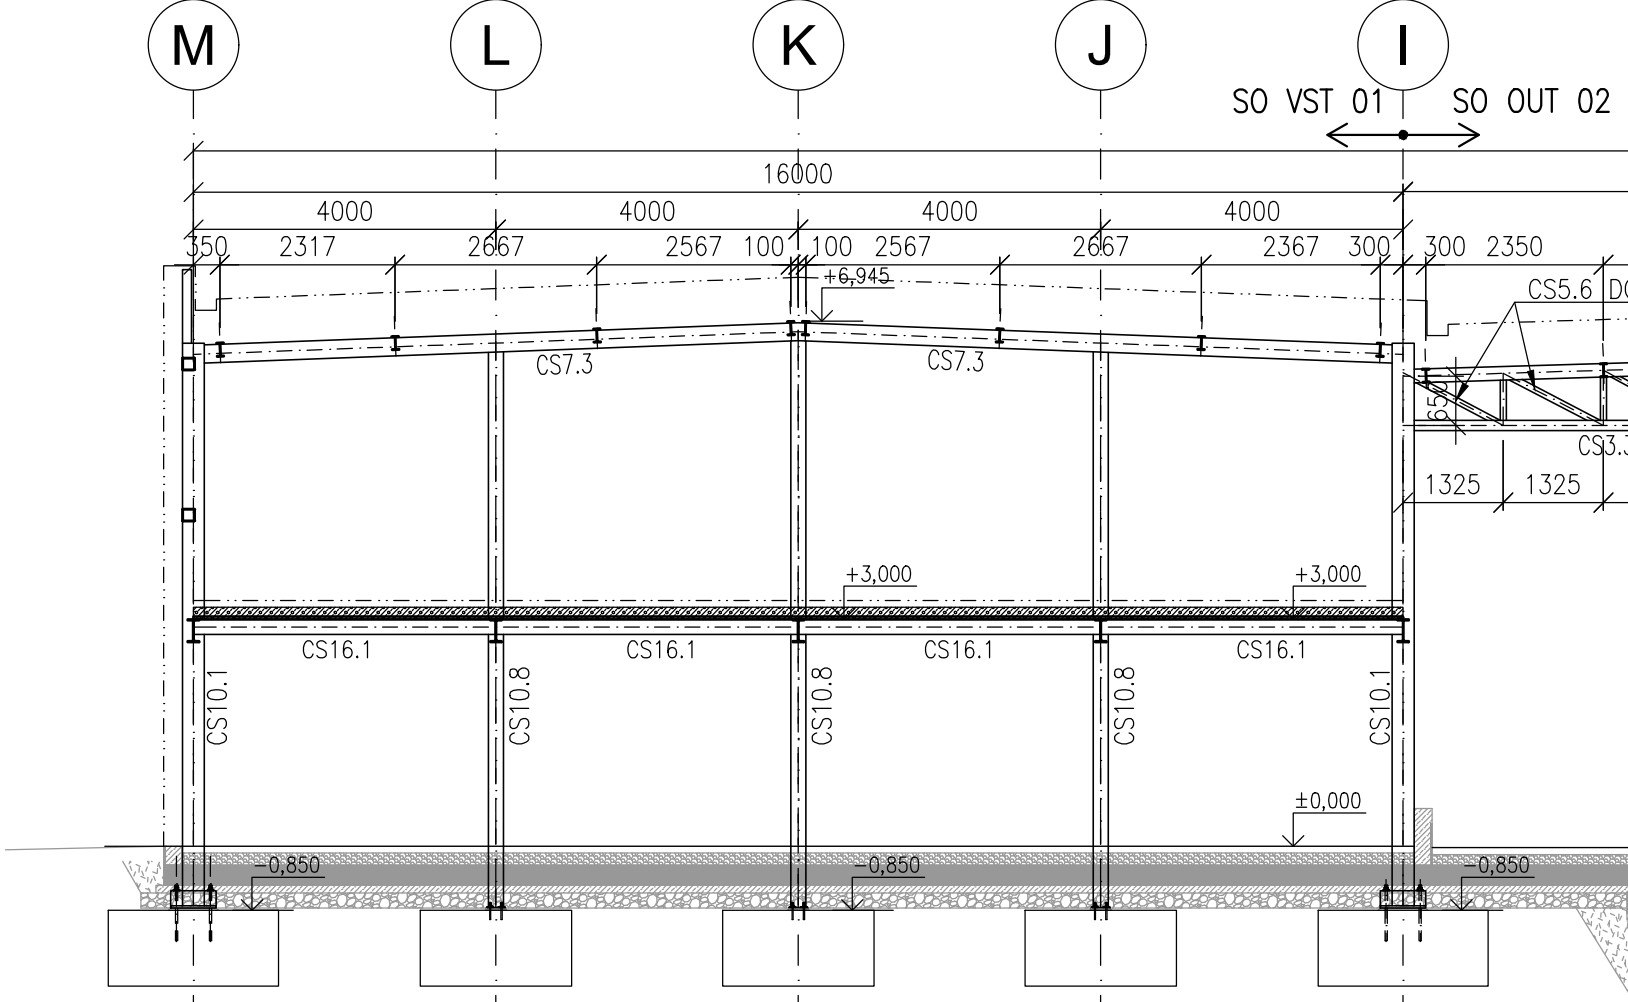 M L K J I
SO VST 01 SO OUT 02
16000
4000 4000 4000 4000
350 2317 2667 2567 100 100 2567 2667 2367 300 300 2350
+6,945
CS5.6
CS7.3 CS7.3
650
CS3.3
1325 1325
+3,000 +3,000
CS16.1 CS16.1 CS16.1 CS16.1
CS10.1 CS10.8 CS10.8 CS10.8 CS10.1
±0,000
-0,850 -0,850 -0,850